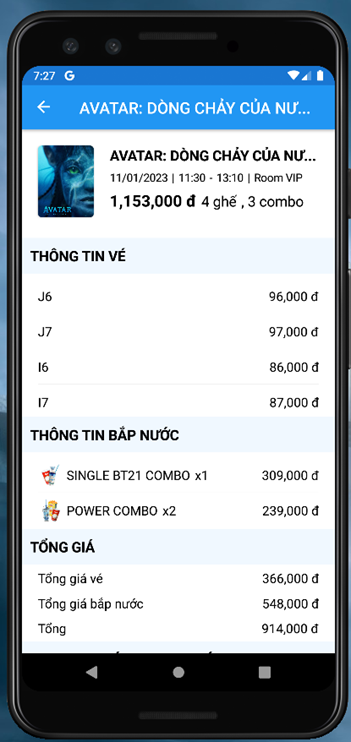 7:27 G
AVATAR: DÒNG CHẢY CỦA NƯ...
AVATAR
AVATAR: DÒNG CHẢY CỦA NƯ...
11/01/2023 | 11:30 - 13:10 | Room VIP
1,153,000 đ 4 ghế , 3 combo
THÔNG TIN VÉ
J6 96,000 đ
J7 97,000 đ
I6 86,000 đ
I7 87,000 đ
THÔNG TIN BẮP NƯỚC
SINGLE BT21 COMBO x1 309,000 đ
POWER COMBO x2 239,000 đ
TỔNG GIÁ
Tổng giá vé 366,000 đ
Tổng giá bắp nước 548,000 đ
Tổng 914,000 đ